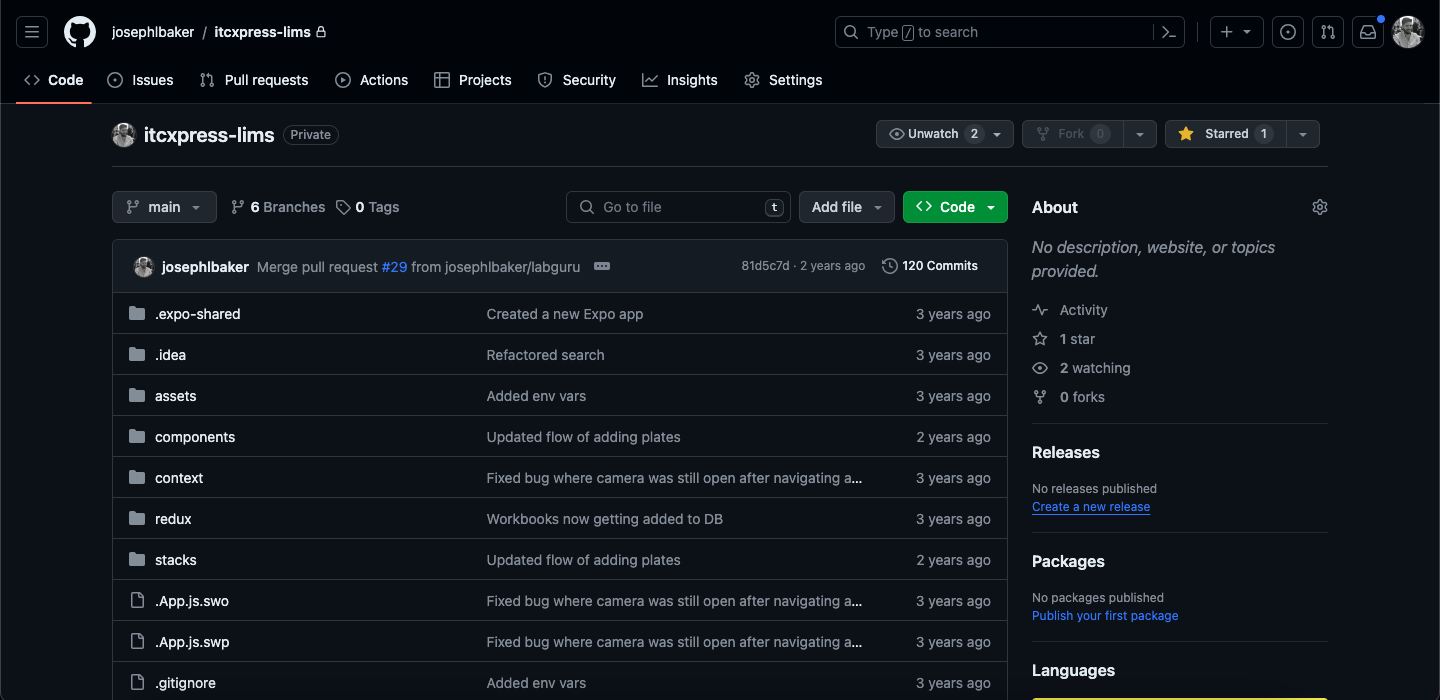 josephlbaker / itcxpress-lims
Type / to search
Code
Issues
Pull requests
Actions
Projects
Security
Insights
Settings
itcxpress-lims Private
Unwatch 2
Fork 0
Starred 1
main
6 Branches
0 Tags
Go to file t
Add file
Code
josephlbaker Merge pull request #29 from josephlbaker/labguru
81d5c7d · 2 years ago
120 Commits
.expo-shared Created a new Expo app 3 years ago
.idea Refactored search 3 years ago
assets Added env vars 3 years ago
components Updated flow of adding plates 2 years ago
context Fixed bug where camera was still open after navigating a... 3 years ago
redux Workbooks now getting added to DB 3 years ago
stacks Updated flow of adding plates 2 years ago
.App.js.swo Fixed bug where camera was still open after navigating a... 3 years ago
.App.js.swp Fixed bug where camera was still open after navigating a... 3 years ago
.gitignore Added env vars 3 years ago
About
No description, website, or topics
provided.
Activity
1 star
2 watching
0 forks
Releases
No releases published
Create a new release
Packages
No packages published
Publish your first package
Languages